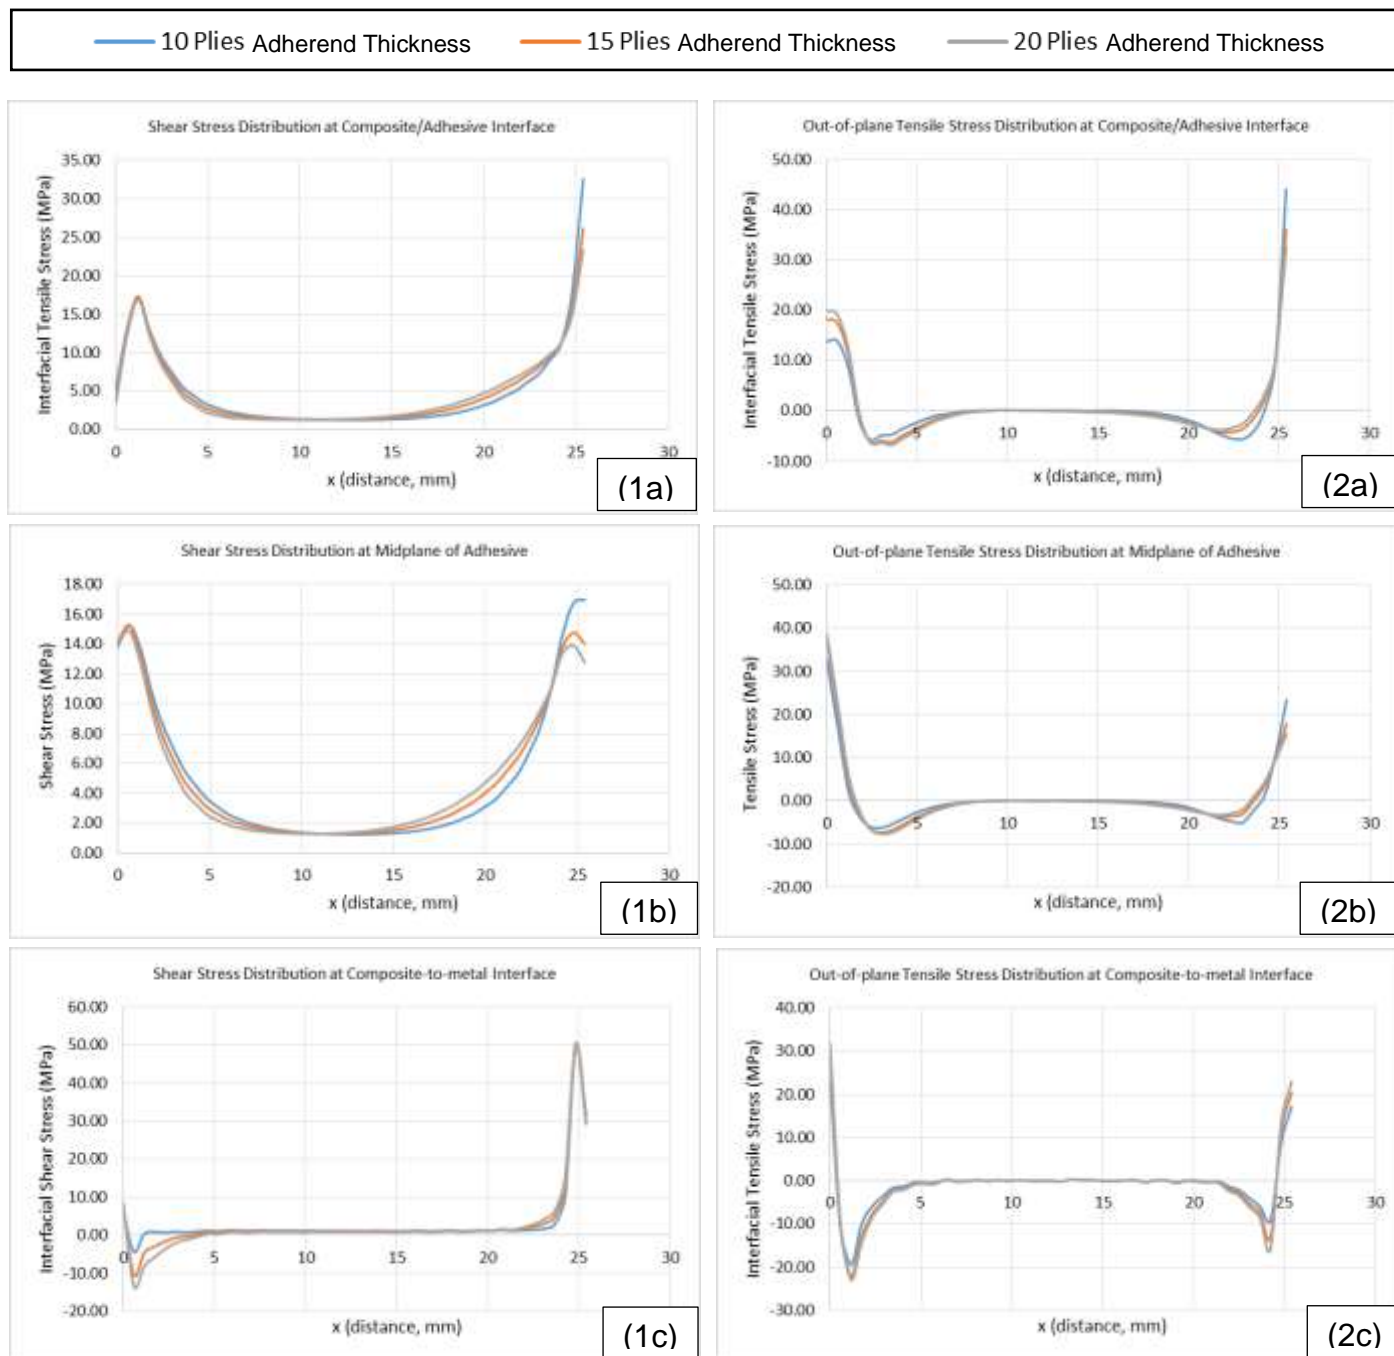 10 Plies Adherend Thickness 15 Plies Adherend Thickness 20 Plies Adherend Thickness
Shear Stress Distribution at Composite/Adhesive Interface
Interfacial Tensile Stress (MPa)
35.00
30.00
25.00
20.00
15.00
10.00
5.00
0.00
0 5 10 15 20 25 30
x (distance, mm)
(1a)
Out-of-plane Tensile Stress Distribution at Composite/Adhesive Interface
Interfacial Tensile Stress (MPa)
50.00
40.00
30.00
20.00
10.00
0.00
-10.00
0 5 10 15 20 25 30
x (distance, mm)
(2a)
Shear Stress Distribution at Midplane of Adhesive
Shear Stress (MPa)
18.00
16.00
14.00
12.00
10.00
8.00
6.00
4.00
2.00
0.00
0 5 10 15 20 25 30
x (distance, mm)
(1b)
Out-of-plane Tensile Stress Distribution at Midplane of Adhesive
Tensile Stress (MPa)
50.00
40.00
30.00
20.00
10.00
0.00
-10.00
-20.00
0 5 10 15 20 25 30
x (distance, mm)
(2b)
Shear Stress Distribution at Composite-to-metal Interface
Interfacial Shear Stress (MPa)
60.00
50.00
40.00
30.00
20.00
10.00
0.00
-10.00
-20.00
0 5 10 15 20 25 30
x (distance, mm)
(1c)
Out-of-plane Tensile Stress Distribution at Composite-to-metal Interface
Interfacial Tensile Stress (MPa)
40.00
30.00
20.00
10.00
0.00
-10.00
-20.00
-30.00
0 5 10 15 20 25 30
x (distance, mm)
(2c)